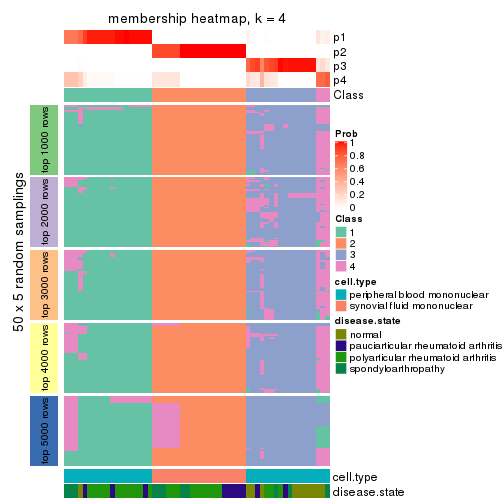 membership heatmap, k = 4
p1
p2
p3
p4
Class
50 x 5 random samplings
top 1000 rows
top 2000 rows
top 3000 rows
top 4000 rows
top 5000 rows
cell.type
disease.state
Prob
1
0.8
0.6
0.4
0.2
0
Class
1
2
3
4
cell.type
peripheral blood mononuclear
synovial fluid mononuclear
disease.state
normal
pauciarticular rheumatoid arthritis
polyarticular rheumatoid arthritis
spondyloarthropathy